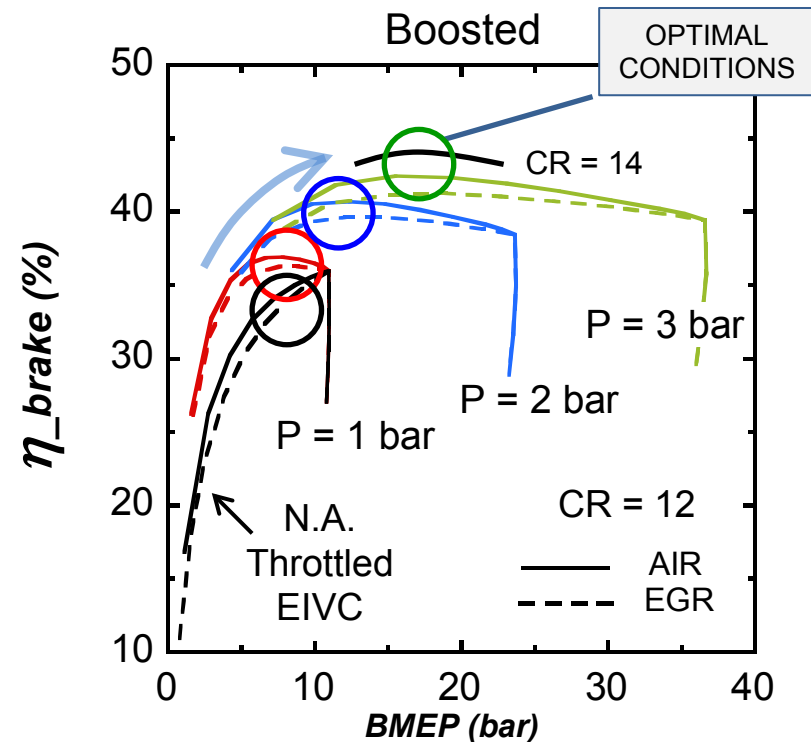 Boosted
OPTIMAL
CONDITIONS
50
40
30
20
10
η_brake (%)
CR = 14
P = 3 bar
P = 2 bar
P = 1 bar
CR = 12
N.A.
Throttled
EIVC
AIR
EGR
0
10
20
30
40
BMEP (bar)